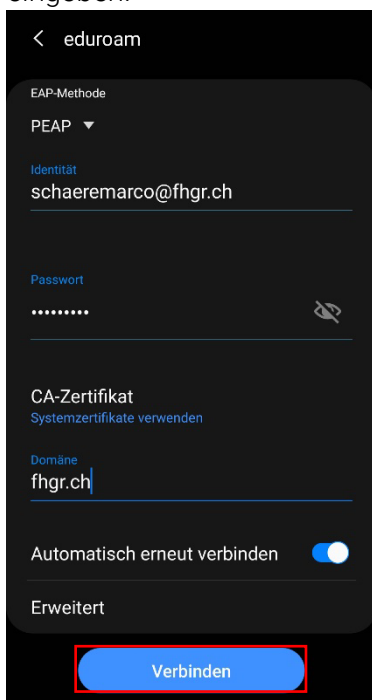 eduroam
EAP-Methode
PEAP
Identität
schaeremarco@fhgr.ch
Passwort
•••••••••
CA-Zertifikat
Systemzertifikate verwenden
Domäne
fhgr.ch
Automatisch erneut verbinden
Erweitert
Verbinden